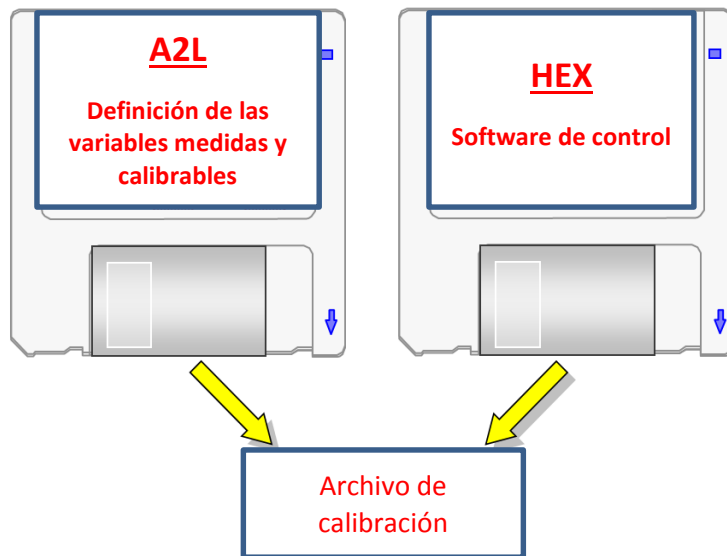 A2L
Definición de las
variables medidas y
calibrables
HEX
Software de control
Archivo de
calibración